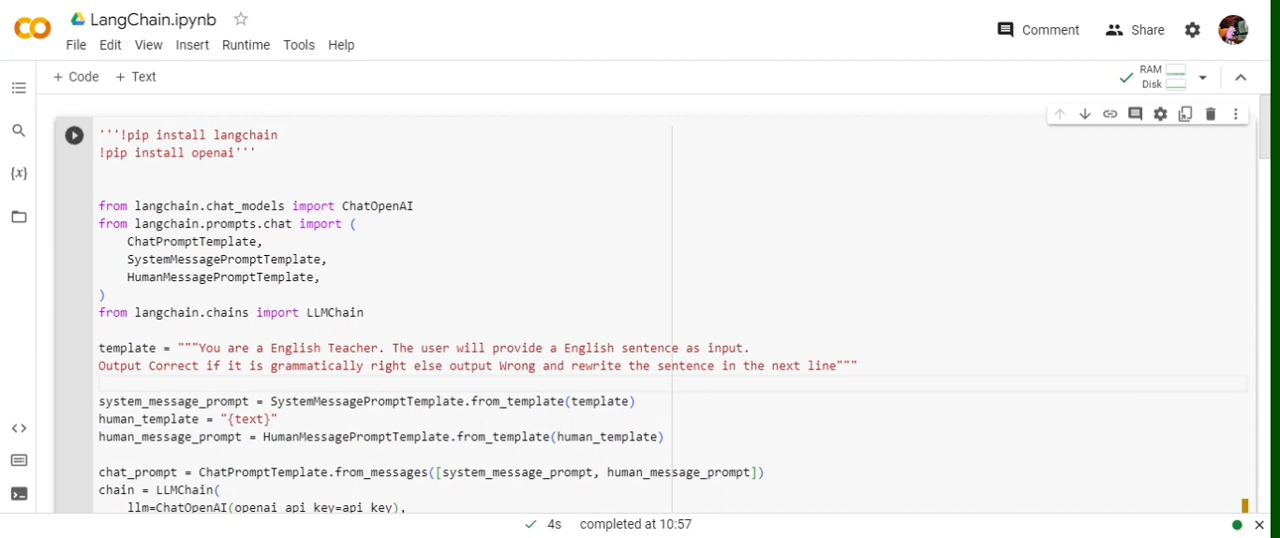 LangChain.ipynb
File Edit View Insert Runtime Tools Help
Comment Share
+ Code + Text
RAM
Disk
'''!pip install langchain
!pip install openai'''
from langchain.chat_models import ChatOpenAI
from langchain.prompts.chat import (
    ChatPromptTemplate,
    SystemMessagePromptTemplate,
    HumanMessagePromptTemplate,
)
from langchain.chains import LLMChain
template = """You are a English Teacher. The user will provide a English sentence as input.
Output Correct if it is grammatically right else output Wrong and rewrite the sentence in the next line"""
system_message_prompt = SystemMessagePromptTemplate.from_template(template)
human_template = "{text}"
human_message_prompt = HumanMessagePromptTemplate.from_template(human_template)
chat_prompt = ChatPromptTemplate.from_messages([system_message_prompt, human_message_prompt])
chain = LLMChain(
    llm=ChatOpenAI(openai_api_key=api_key),
4s completed at 10:57